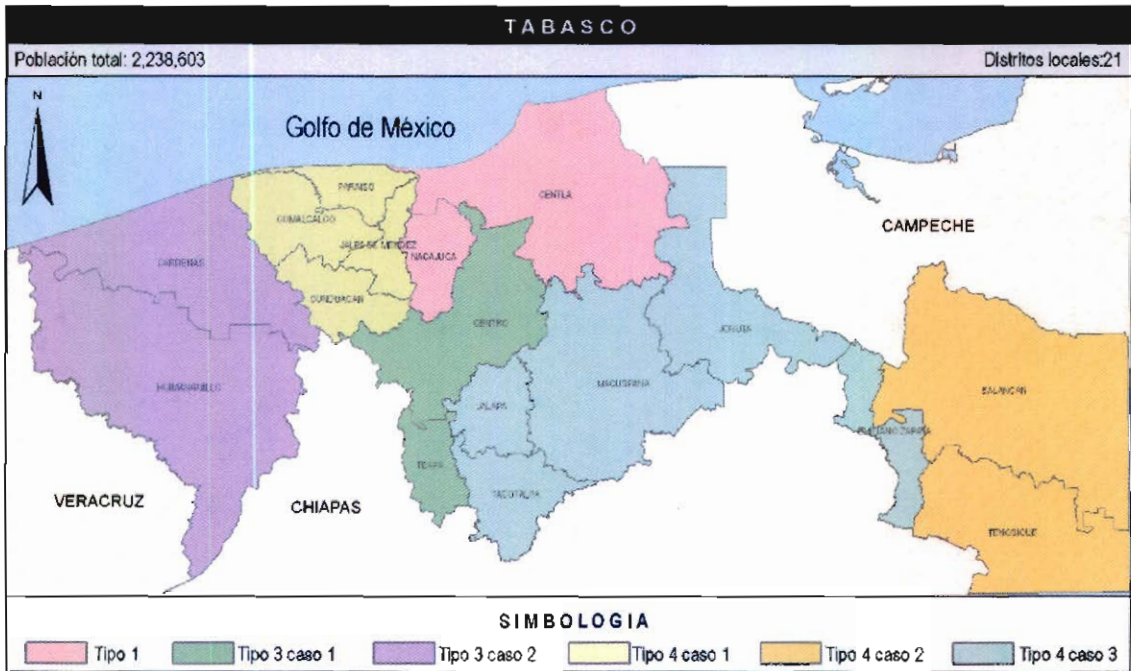 TABASCO
Población total: 2,238,603
Distritos locales:21
N
Golfo de México
PARAISO
CENTLA
COMALCALCO
CAMPECHE
JALPA DE MENDEZ
NACAJUCA
CARDENAS
CUNDUACAN
CENTRO
JONUTA
HUIMANGUILLO
MACUSPANA
BALANCAN
JALAPA
EMILIANO ZAPATA
TEAPA
VERACRUZ
CHIAPAS
TACOTALPA
TENOSIQUE
SIMBOLOGIA
Tipo 1
Tipo 3 caso 1
Tipo 3 caso 2
Tipo 4 caso 1
Tipo 4 caso 2
Tipo 4 caso 3